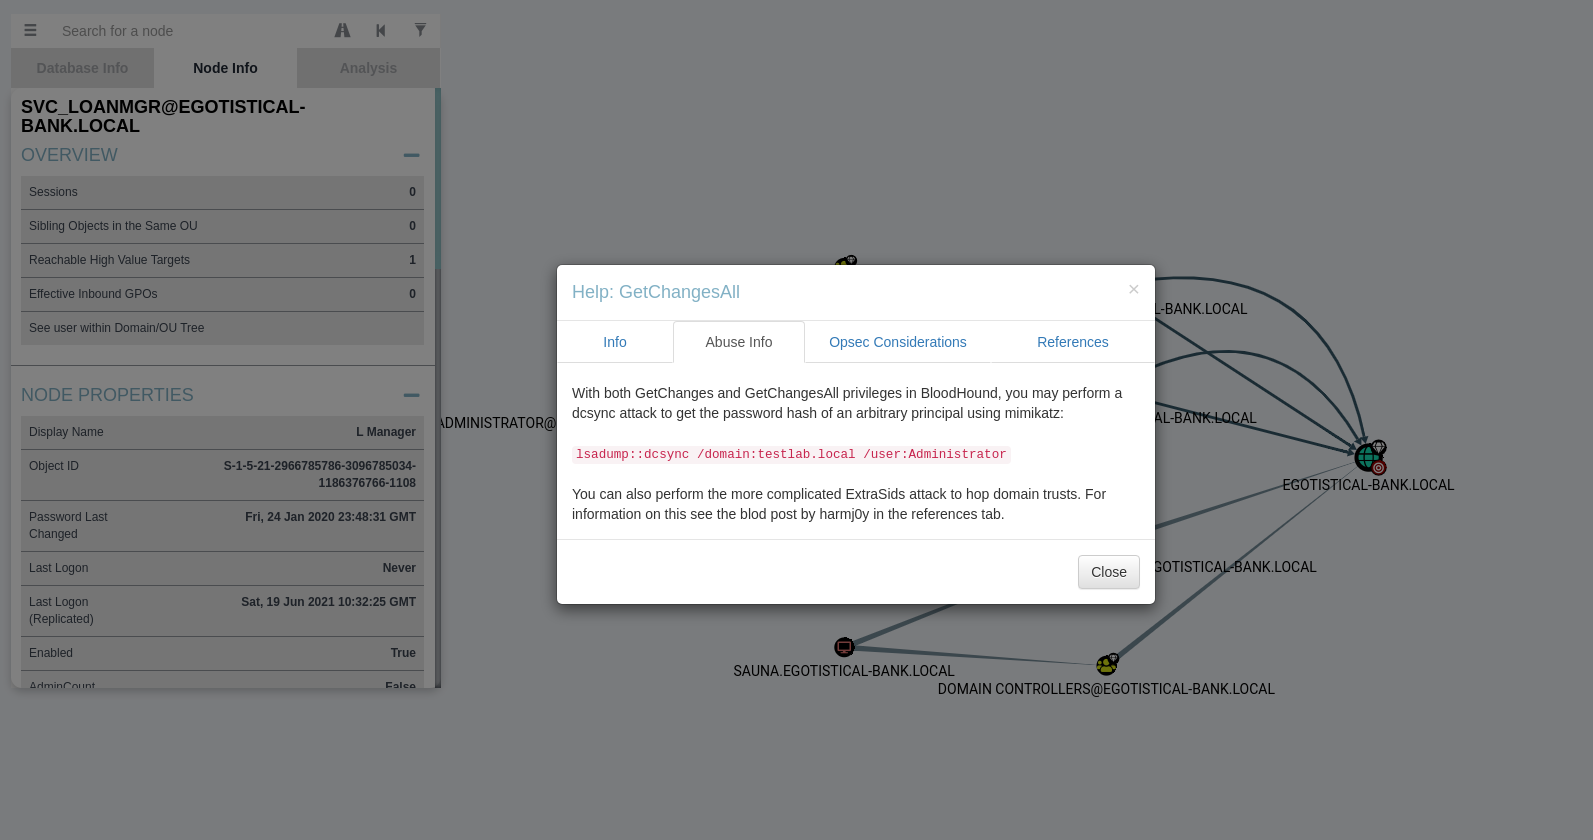 Search for a node
Database Info
Node Info
Analysis
SVC_LOANMGR@EGOTISTICAL-
BANK.LOCAL
OVERVIEW
Sessions 0
Sibling Objects in the Same OU 0
Reachable High Value Targets 1
Effective Inbound GPOs 0
See user within Domain/OU Tree
NODE PROPERTIES
Display Name L Manager
Object ID S-1-5-21-2966785786-3096785034-
1186376766-1108
Password Last Fri, 24 Jan 2020 23:48:31 GMT
Changed
Last Logon Never
Last Logon Sat, 19 Jun 2021 10:32:25 GMT
(Replicated)
Enabled True
AdminCount False
Help: GetChangesAll ×
Info
Abuse Info
Opsec Considerations
References
With both GetChanges and GetChangesAll privileges in BloodHound, you may perform a
dcsync attack to get the password hash of an arbitrary principal using mimikatz:
lsadump::dcsync /domain:testlab.local /user:Administrator
You can also perform the more complicated ExtraSids attack to hop domain trusts. For
information on this see the blod post by harmj0y in the references tab.
Close
L-BANK.LOCAL
ADMINISTRATOR@
AL-BANK.LOCAL
EGOTISTICAL-BANK.LOCAL
GOTISTICAL-BANK.LOCAL
SAUNA.EGOTISTICAL-BANK.LOCAL
DOMAIN CONTROLLERS@EGOTISTICAL-BANK.LOCAL